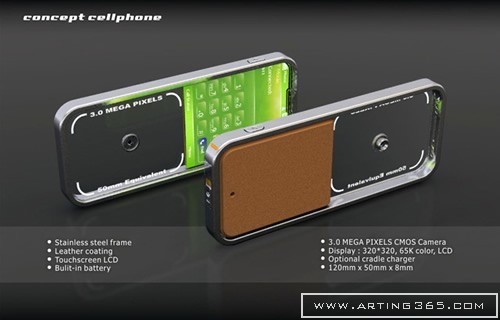 concept cellphone
3.0 MEGA PIXELS
50mm Equivalent
50mm Equivalent
Stainless steel frame
Leather coating
Touchscreen LCD
Bulit-in battery
3.0 MEGA PIXELS CMOS Camera
Display : 320*320, 65K color, LCD
Optional cradle charger
120mm x 50mm x 8mm
www.ARTING365.com